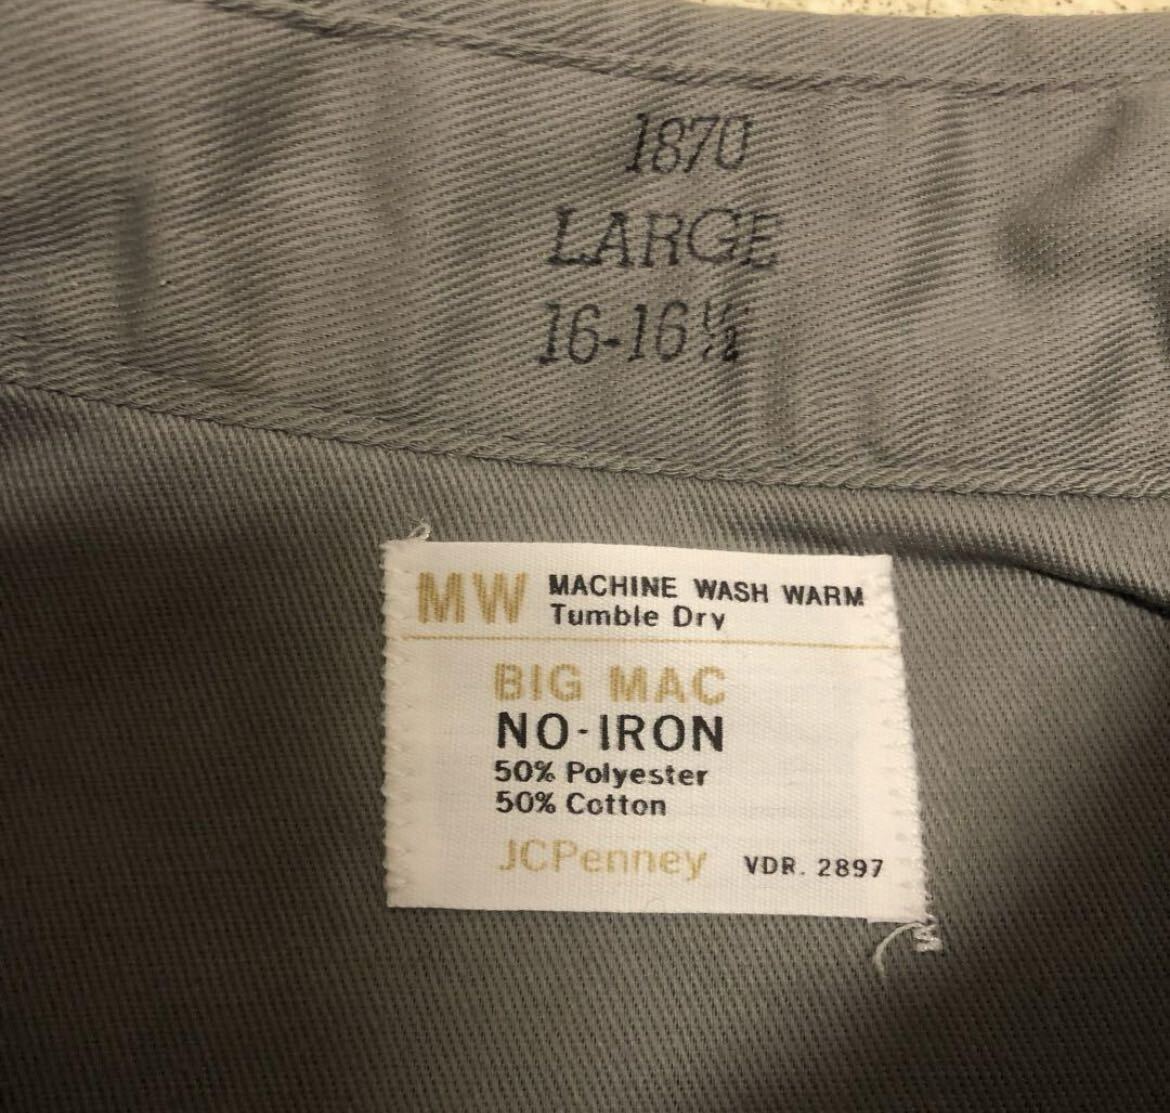 1870
LARGE
16-16½
MW MACHINE WASH WARM
Tumble Dry
BIG MAC
NO-IRON
50% Polyester
50% Cotton
JCPenney VDR. 2897